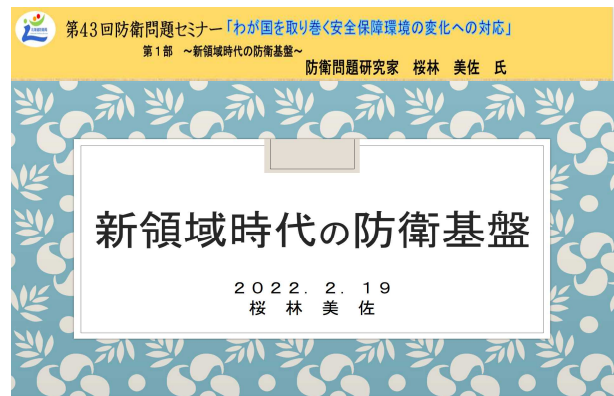 第43回防衛問題セミナー「わが国を取り巻く安全保障環境の変化への対応」
第１部　～新領域時代の防衛基盤～
防衛問題研究家　桜林　美佐　氏
新領域時代の防衛基盤
２０２２．２．１９
桜　林　美　佐